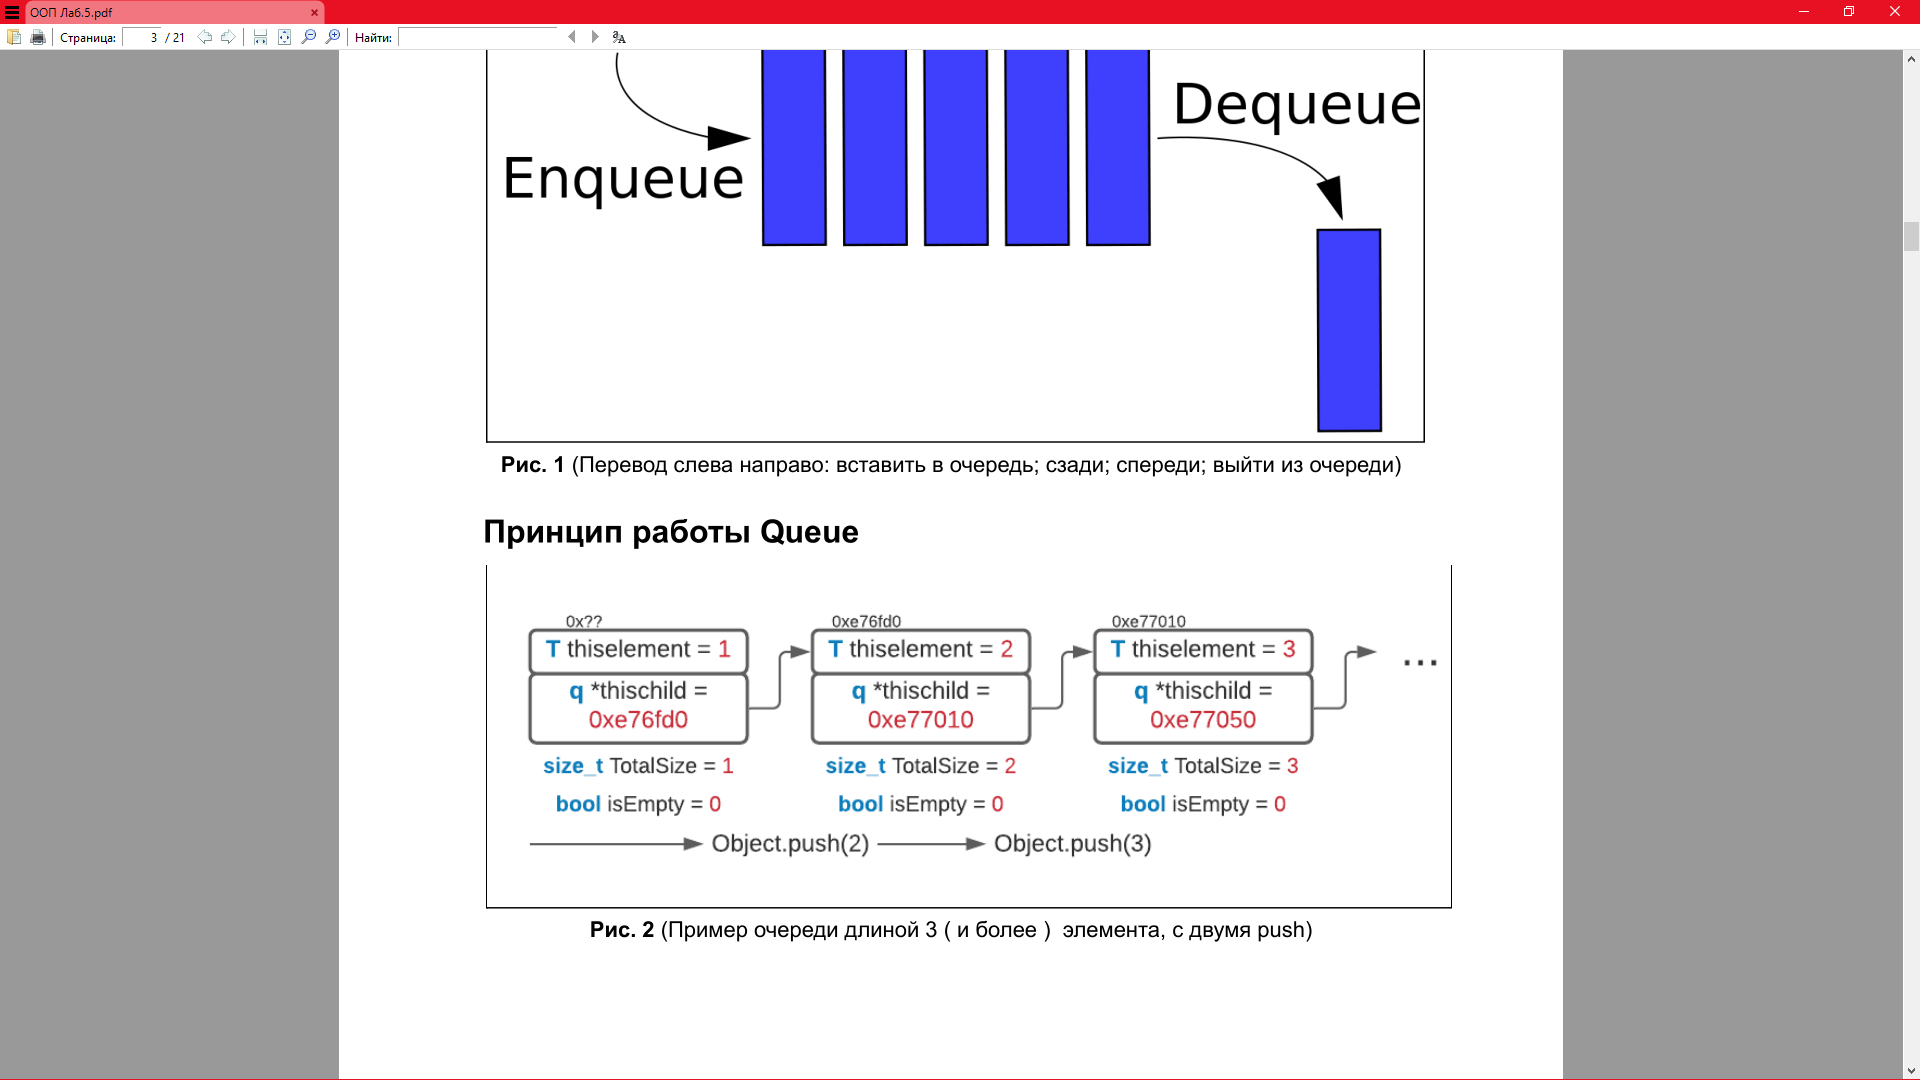 ООП Лаб.5.pdf
Страница: 3 / 21 Найти:
Dequeue
Enqueue
Рис. 1 (Перевод слева направо: вставить в очередь; сзади; спереди; выйти из очереди)
Принцип работы Queue
0x?? 0xe76fd0 0xe77010
T thiselement = 1 T thiselement = 2 T thiselement = 3
q *thischild = q *thischild = q *thischild =
0xe76fd0 0xe77010 0xe77050
...
size_t TotalSize = 1 size_t TotalSize = 2 size_t TotalSize = 3
bool isEmpty = 0 bool isEmpty = 0 bool isEmpty = 0
Object.push(2) Object.push(3)
Рис. 2 (Пример очереди длиной 3 ( и более ) элемента, с двумя push)